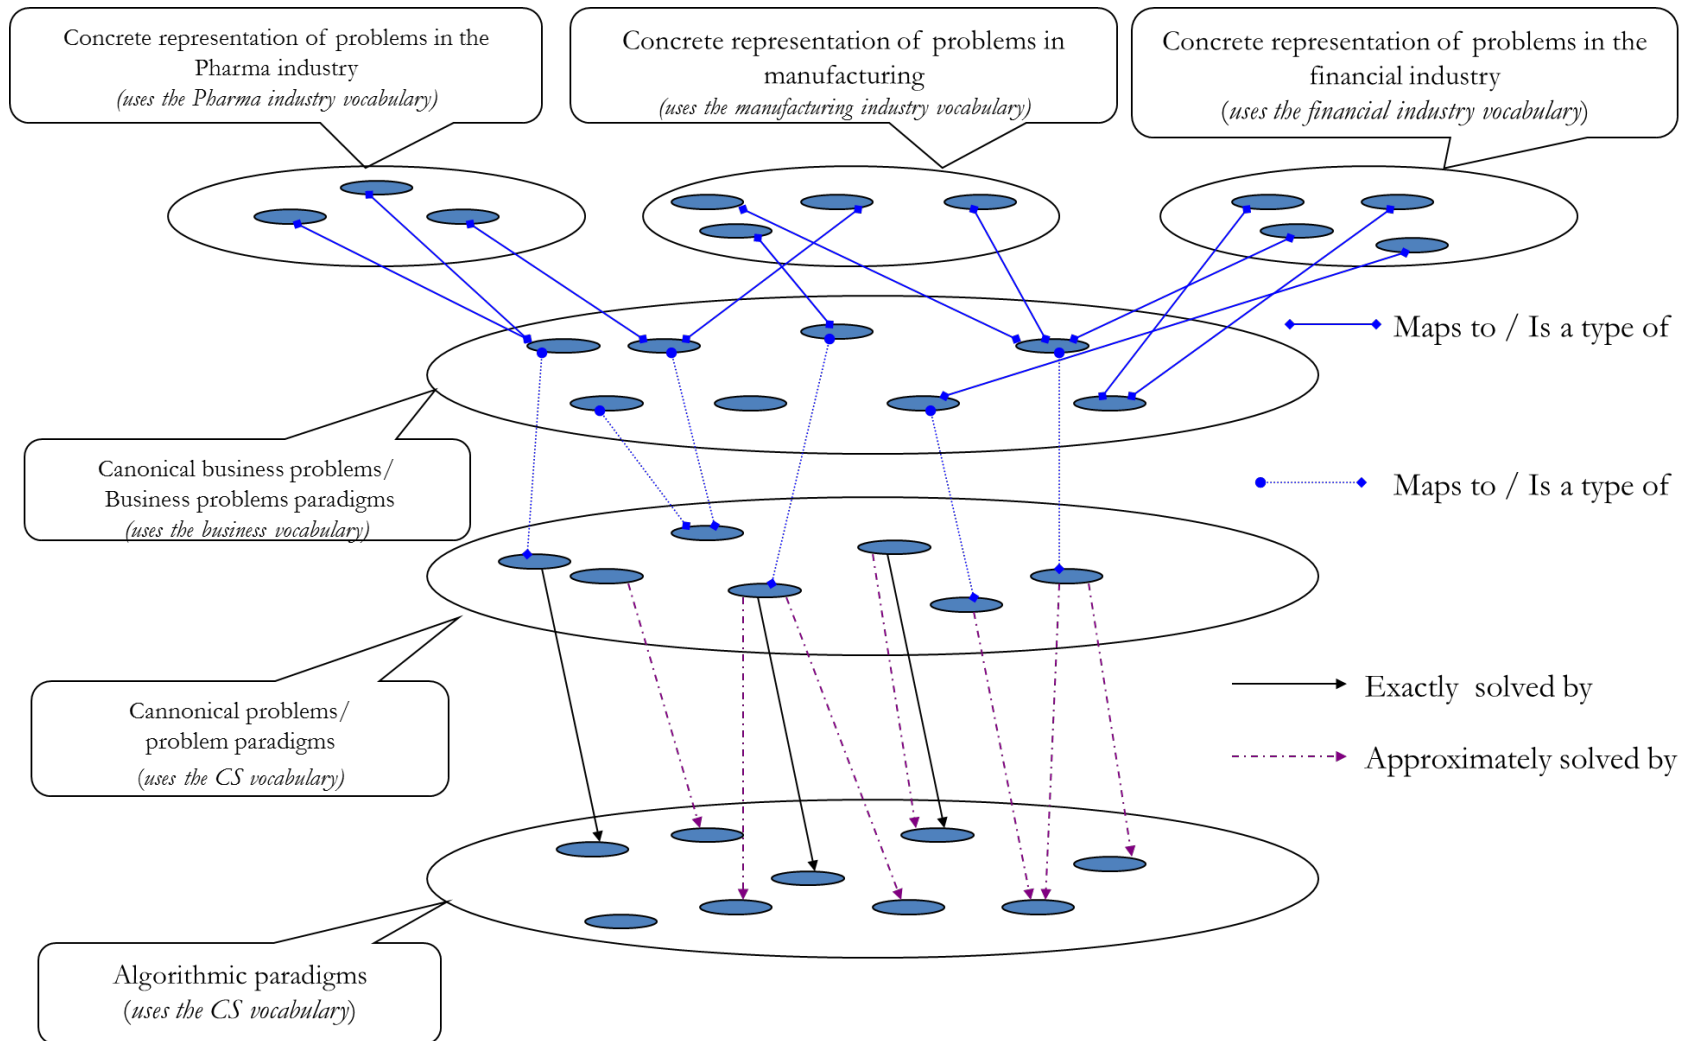 Concrete representation of problems in the
Pharma industry
(uses the Pharma industry vocabulary)
Concrete representation of problems in
manufacturing
(uses the manufacturing industry vocabulary)
Concrete representation of problems in the
financial industry
(uses the financial industry vocabulary)
Maps to / Is a type of
Canonical business problems/
Business problems paradigms
(uses the business vocabulary)
Maps to / Is a type of
Cannonical problems/
problem paradigms
(uses the CS vocabulary)
Exactly solved by
Approximately solved by
Algorithmic paradigms
(uses the CS vocabulary)